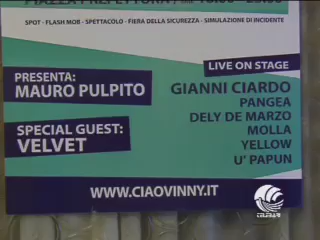 SPOT - FLASH MOB - SPETTACOLO - FIERA DELLA SICUREZZA - SIMULAZIONE DI INCIDENTE
LIVE ON STAGE
PRESENTA:
MAURO PULPITO
SPECIAL GUEST:
VELVET
GIANNI CIARDO
PANGEA
DELY DE MARZO
MOLLA
YELLOW
U' PAPUN
WWW.CIAOVINNY.IT